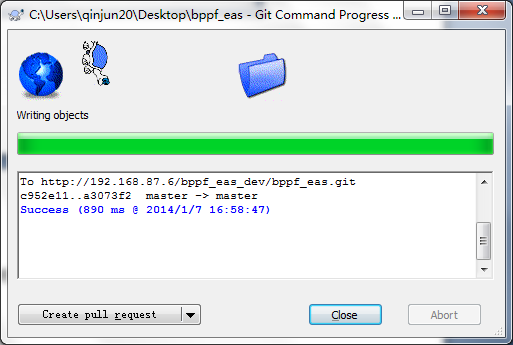 C:\Users\qinjun20\Desktop\bppf_eas - Git Command Progress ...
Writing objects
To http://192.168.87.6/bppf_eas_dev/bppf_eas.git
c952e11..a3073f2  master -> master
Success (890 ms @ 2014/1/7 16:58:47)
Create pull request
Close
Abort